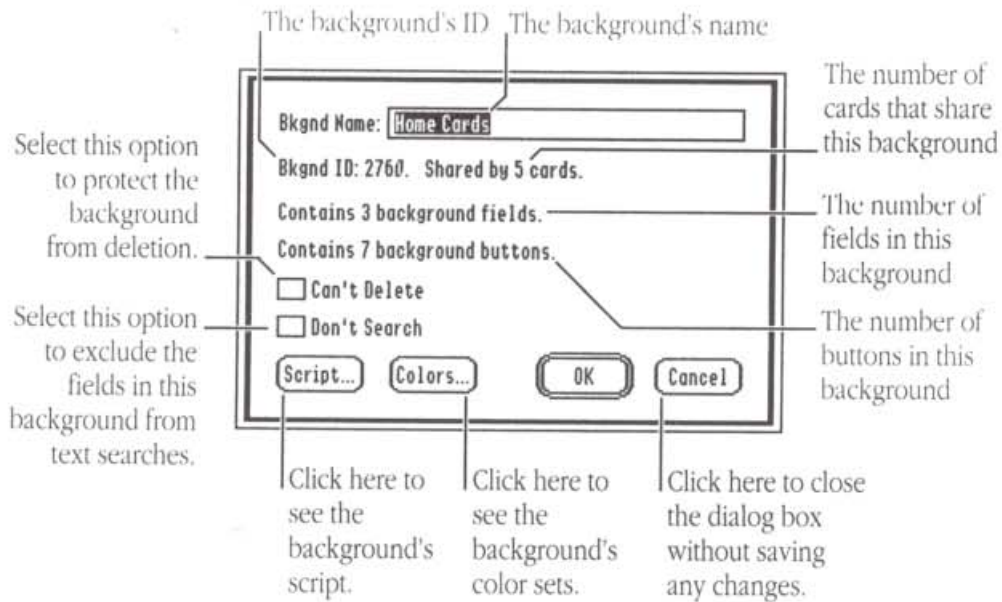 The background's ID
The background's name
The number of
cards that share
this background
Bkgnd Name: Home Cards
Select this option
to protect the
background
from deletion.
Bkgnd ID: 2760. Shared by 5 cards.
Contains 3 background fields.
The number of
fields in this
background
Contains 7 background buttons.
Can't Delete
Select this option
to exclude the
fields in this
background from
text searches.
Don't Search
The number of
buttons in this
background
Script...
Colors...
OK
Cancel
Click here to
see the
background's
script.
Click here to
see the
background's
color sets.
Click here to close
the dialog box
without saving
any changes.